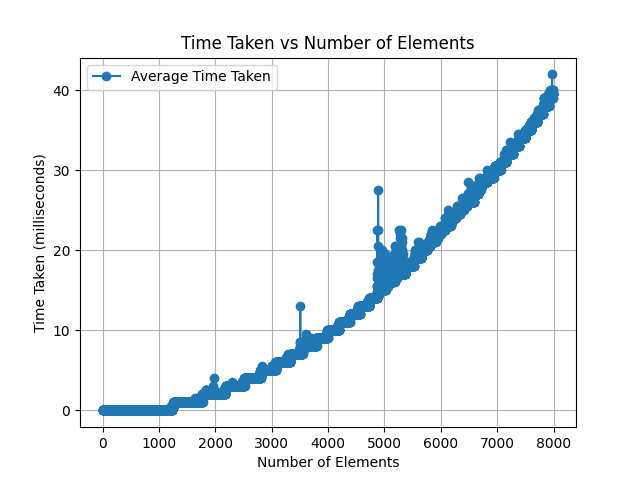 Time Taken vs Number of Elements
Average Time Taken
40
30
20
10
0
Time Taken (milliseconds)
0 1000 2000 3000 4000 5000 6000 7000 8000
Number of Elements